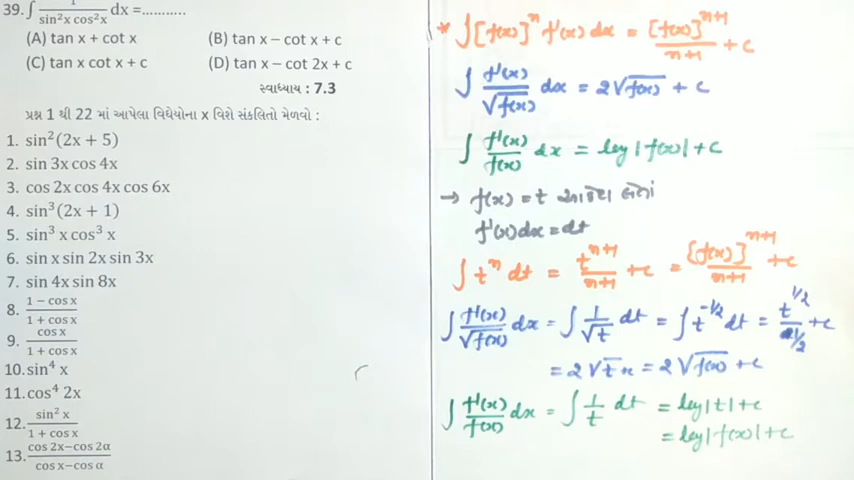 39. ∫ 1/(sin²x cos²x) dx =...........
(A) tan x + cot x (B) tan x − cot x + c
(C) tan x cot x + c (D) tan x − cot 2x + c
સ્વાધ્યાય : 7.3
પ્રશ્ન 1 થી 22 માં આપેલા વિધેયોના x વિશે સંકલિતો મેળવો :
1. sin²(2x + 5)
2. sin 3x cos 4x
3. cos 2x cos 4x cos 6x
4. sin³(2x + 1)
5. sin³ x cos³ x
6. sin x sin 2x sin 3x
7. sin 4x sin 8x
8. (1 − cos x)/(1 + cos x)
9. cos x/(1 + cos x)
10. sin⁴ x
11. cos⁴ 2x
12. sin² x/(1 + cos x)
13. (cos 2x−cos 2α)/(cos x−cos α)
* ∫ [f(x)]ⁿ f'(x) dx = [f(x)]ⁿ⁺¹/(n+1) + c
∫ f'(x)/√f(x) dx = 2√f(x) + c
∫ f'(x)/f(x) dx = log |f(x)| + c
→ f(x) = t આદેશ લેતાં
f'(x) dx = dt
∫ tⁿ dt = tⁿ⁺¹/(n+1) + c = [f(x)]ⁿ⁺¹/(n+1) + c
∫ f'(x)/√f(x) dx = ∫ 1/√t dt = ∫ t^(-1/2) dt = t^(1/2)/(1/2) + c
= 2√t + c = 2√f(x) + c
∫ f'(x)/f(x) dx = ∫ 1/t dt = log|t| + c
= log|f(x)| + c